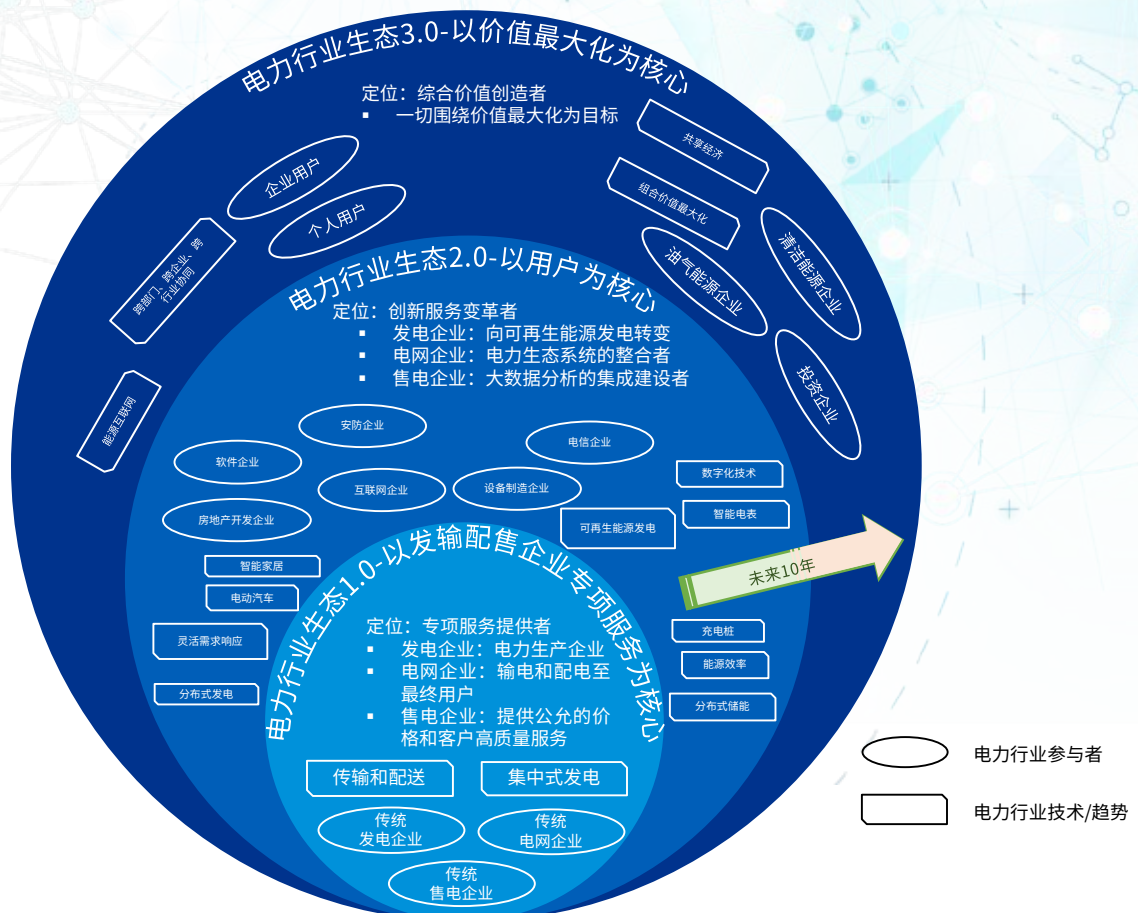 电力行业生态3.0-以价值最大化为核心
定位：综合价值创造者
▪ 一切围绕价值最大化为目标
共享经济
组合价值最大化
企业用户
个人用户
跨部门、跨企业、跨
行业协同
能源互联网
油气能源企业
清洁能源企业
投资企业
电力行业生态2.0-以用户为核心
定位：创新服务变革者
▪ 发电企业：向可再生能源发电转变
▪ 电网企业：电力生态系统的整合者
▪ 售电企业：大数据分析的集成建设者
安防企业
电信企业
软件企业
互联网企业
设备制造企业
房地产开发企业
数字化技术
智能电表
可再生能源发电
智能家居
电动汽车
灵活需求响应
分布式发电
未来10年
充电桩
能源效率
分布式储能
电力行业生态1.0-以发输配售企业专项服务为核心
定位：专项服务提供者
▪ 发电企业：电力生产企业
▪ 电网企业：输电和配电至
最终用户
▪ 售电企业：提供公允的价
格和客户高质量服务
传输和配送
集中式发电
传统
发电企业
传统
电网企业
传统
售电企业
电力行业参与者
电力行业技术/趋势